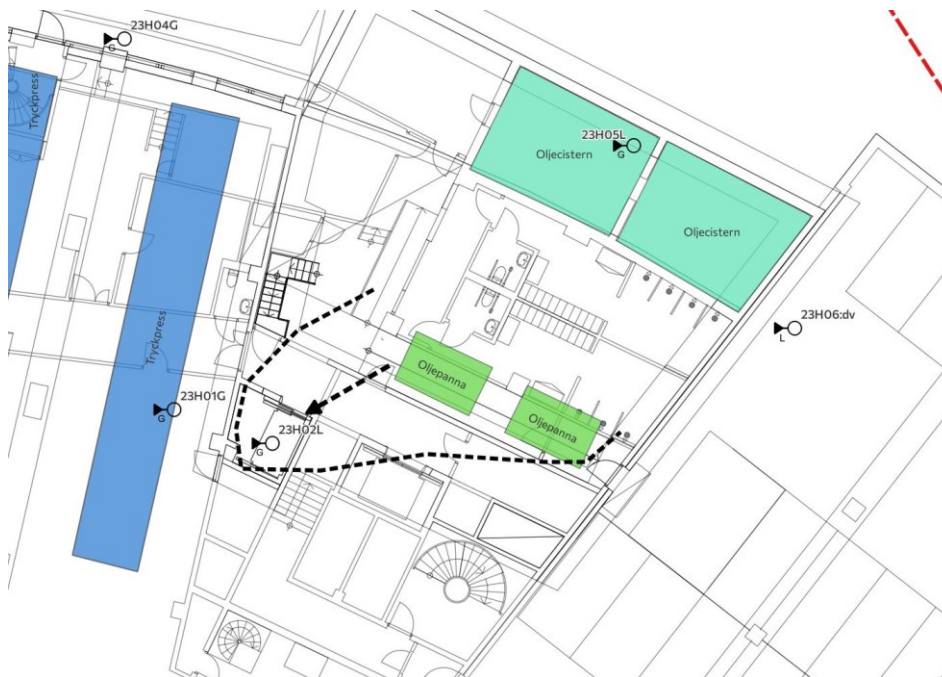 23H04G
G
Tryckpress
Tryckpress
23H05L
G
Oljecistern
Oljecistern
23H06:dv
L
Oljepanna
Oljepanna
23H01G
G
23H02L
G